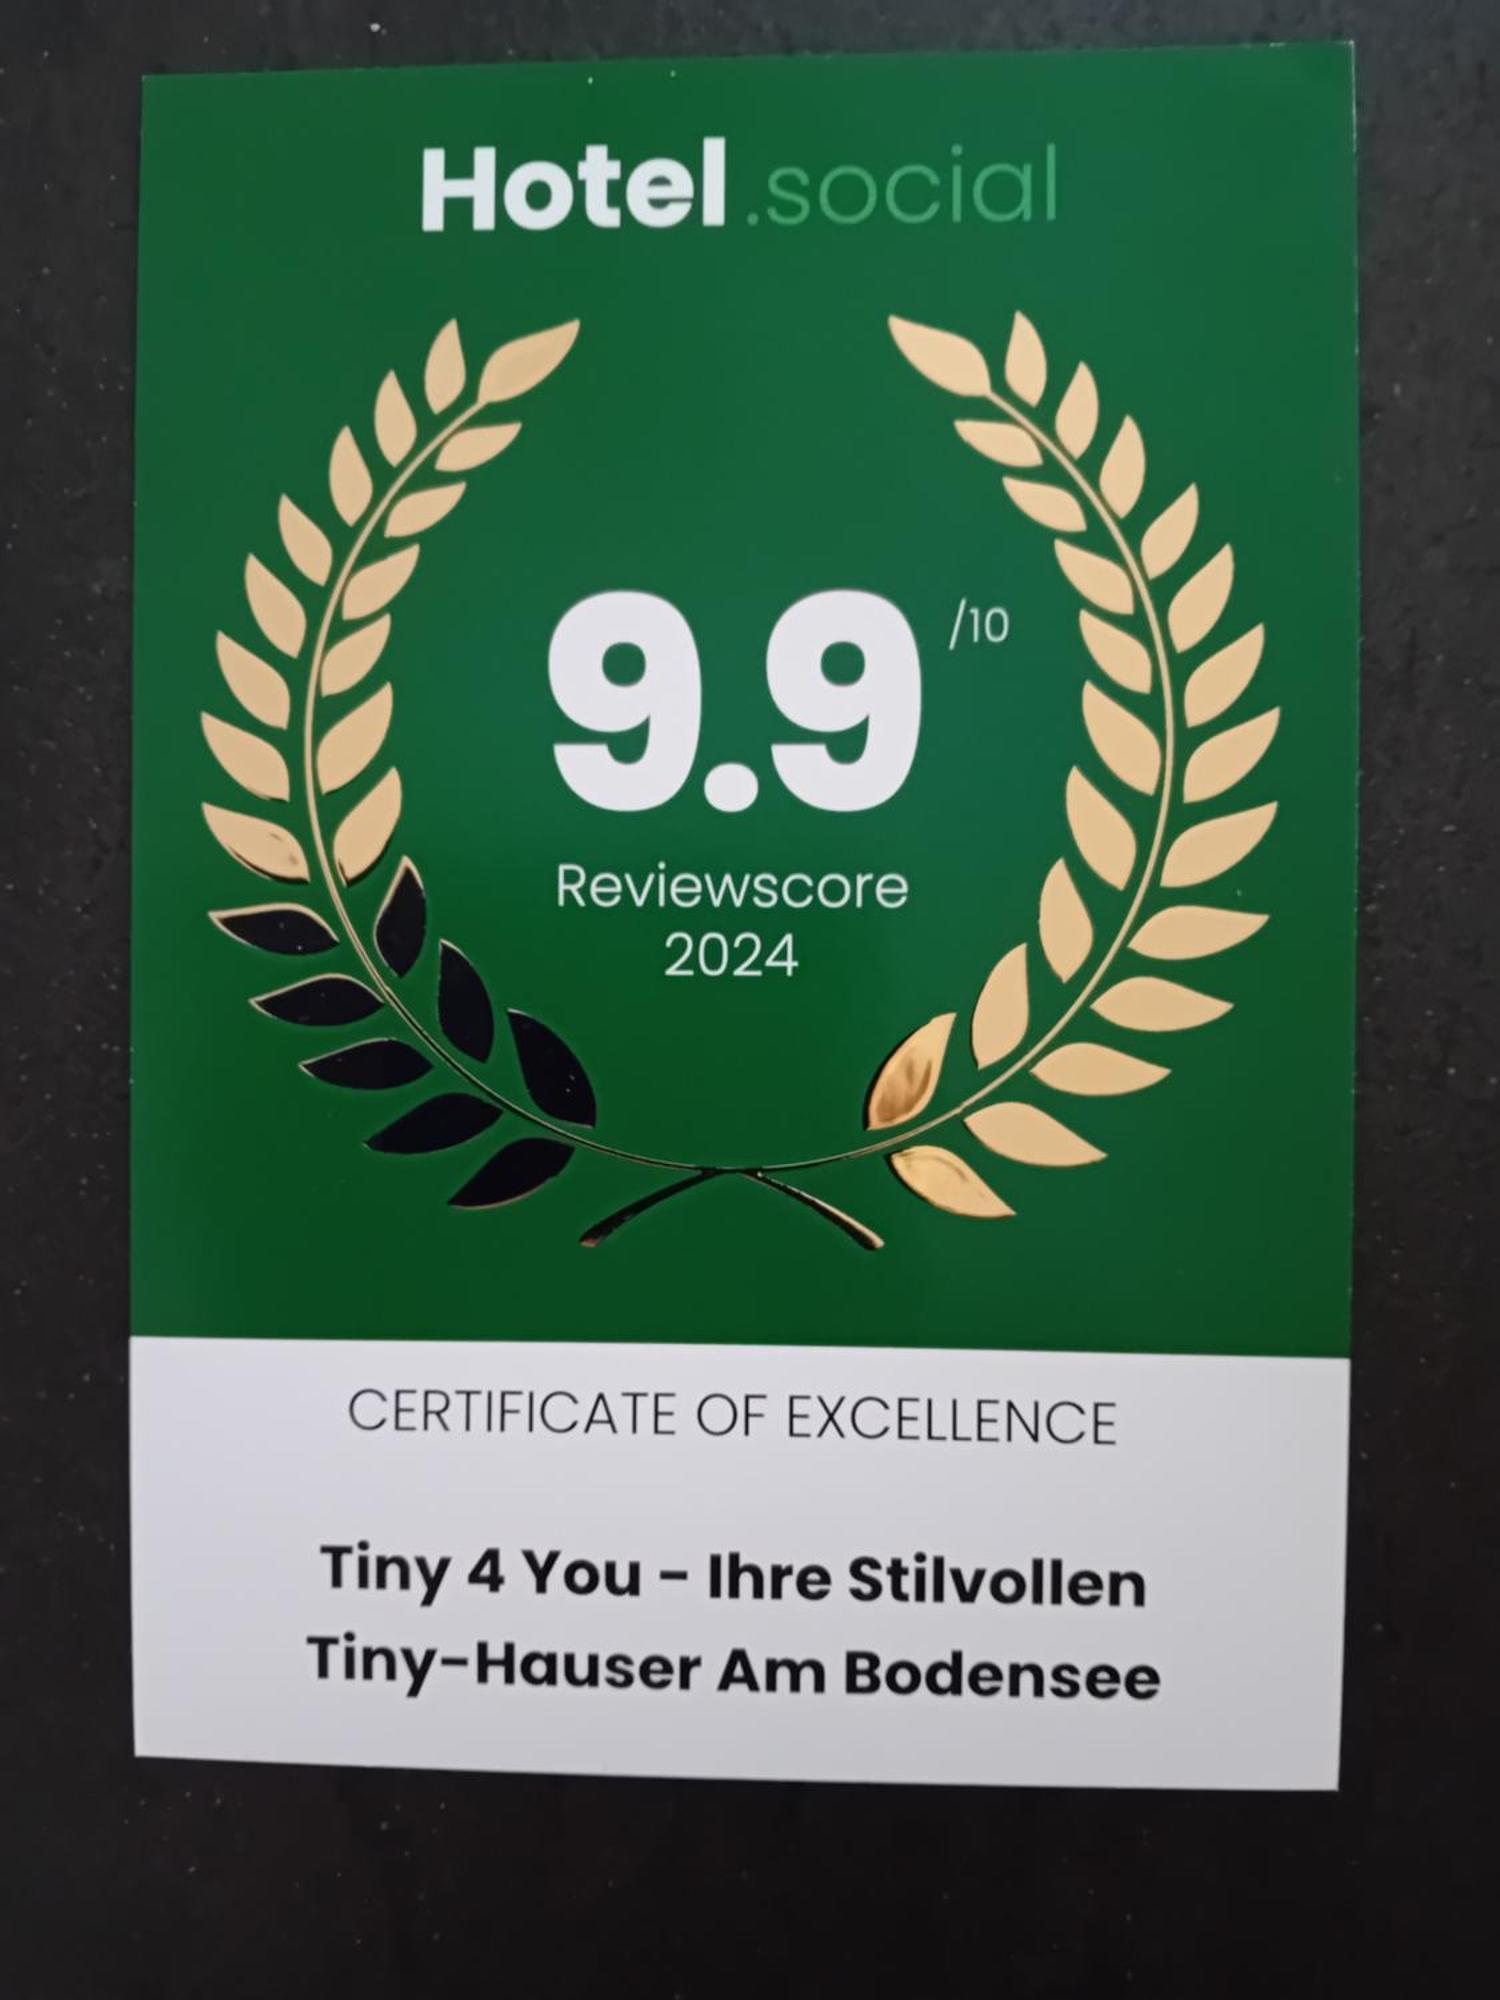 Hotel.social
9.9 /10
Reviewscore
2024
CERTIFICATE OF EXCELLENCE
Tiny 4 You - Ihre Stilvollen
Tiny-Hauser Am Bodensee